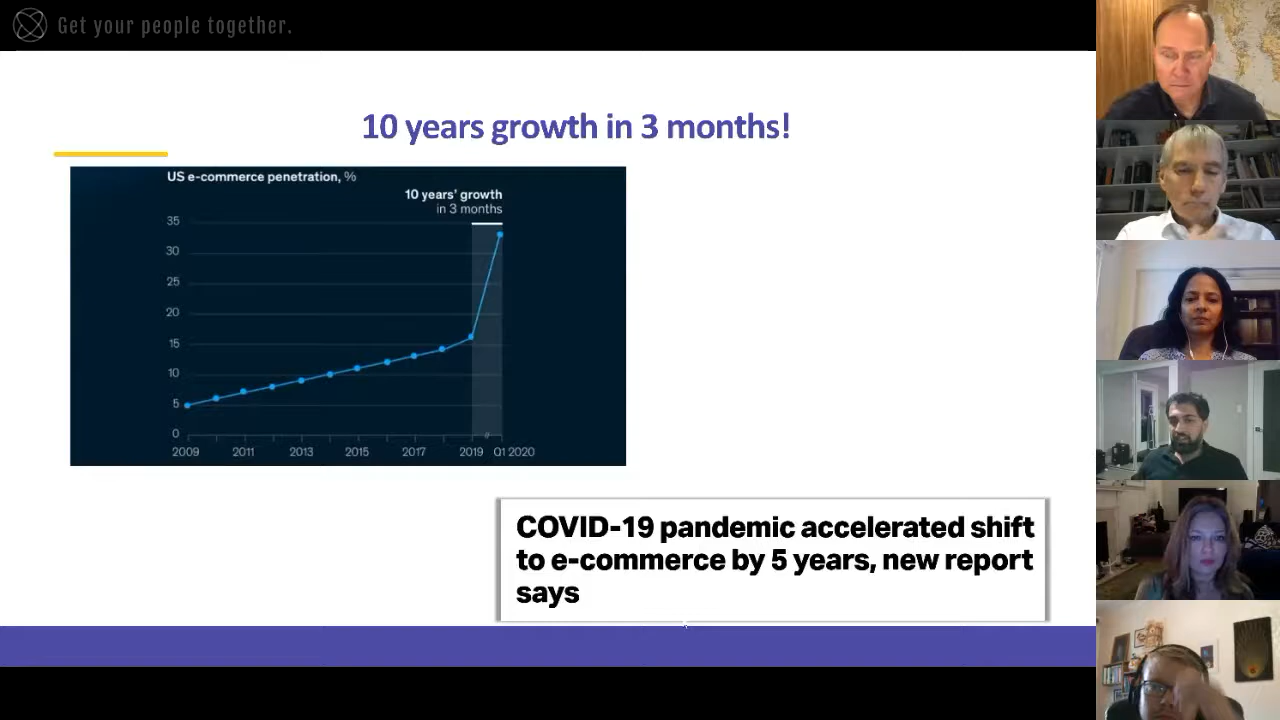 Get your people together.
10 years growth in 3 months!
US e-commerce penetration, %
10 years' growth
in 3 months
35
30
25
20
15
10
5
0
2009
2011
2013
2015
2017
2019
Q1 2020
COVID-19 pandemic accelerated shift
to e-commerce by 5 years, new report
says